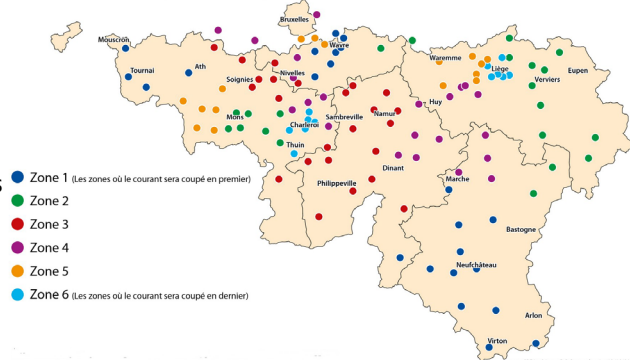 Bruxelles
Mouscron
Wavre
Waremme
Liège
Tournai
Ath
Nivelles
Eupen
Soignies
Verviers
Huy
Mons
Charleroi
Sambreville
Namur
Thuin
Dinant
Marche
Philippeville
S
Zone 1 (Les zones où le courant sera coupé en premier)
Zone 2
Zone 3
Zone 4
Zone 5
Zone 6 (Les zones où le courant sera coupé en dernier)
Bastogne
Neufchâteau
Arlon
Virton